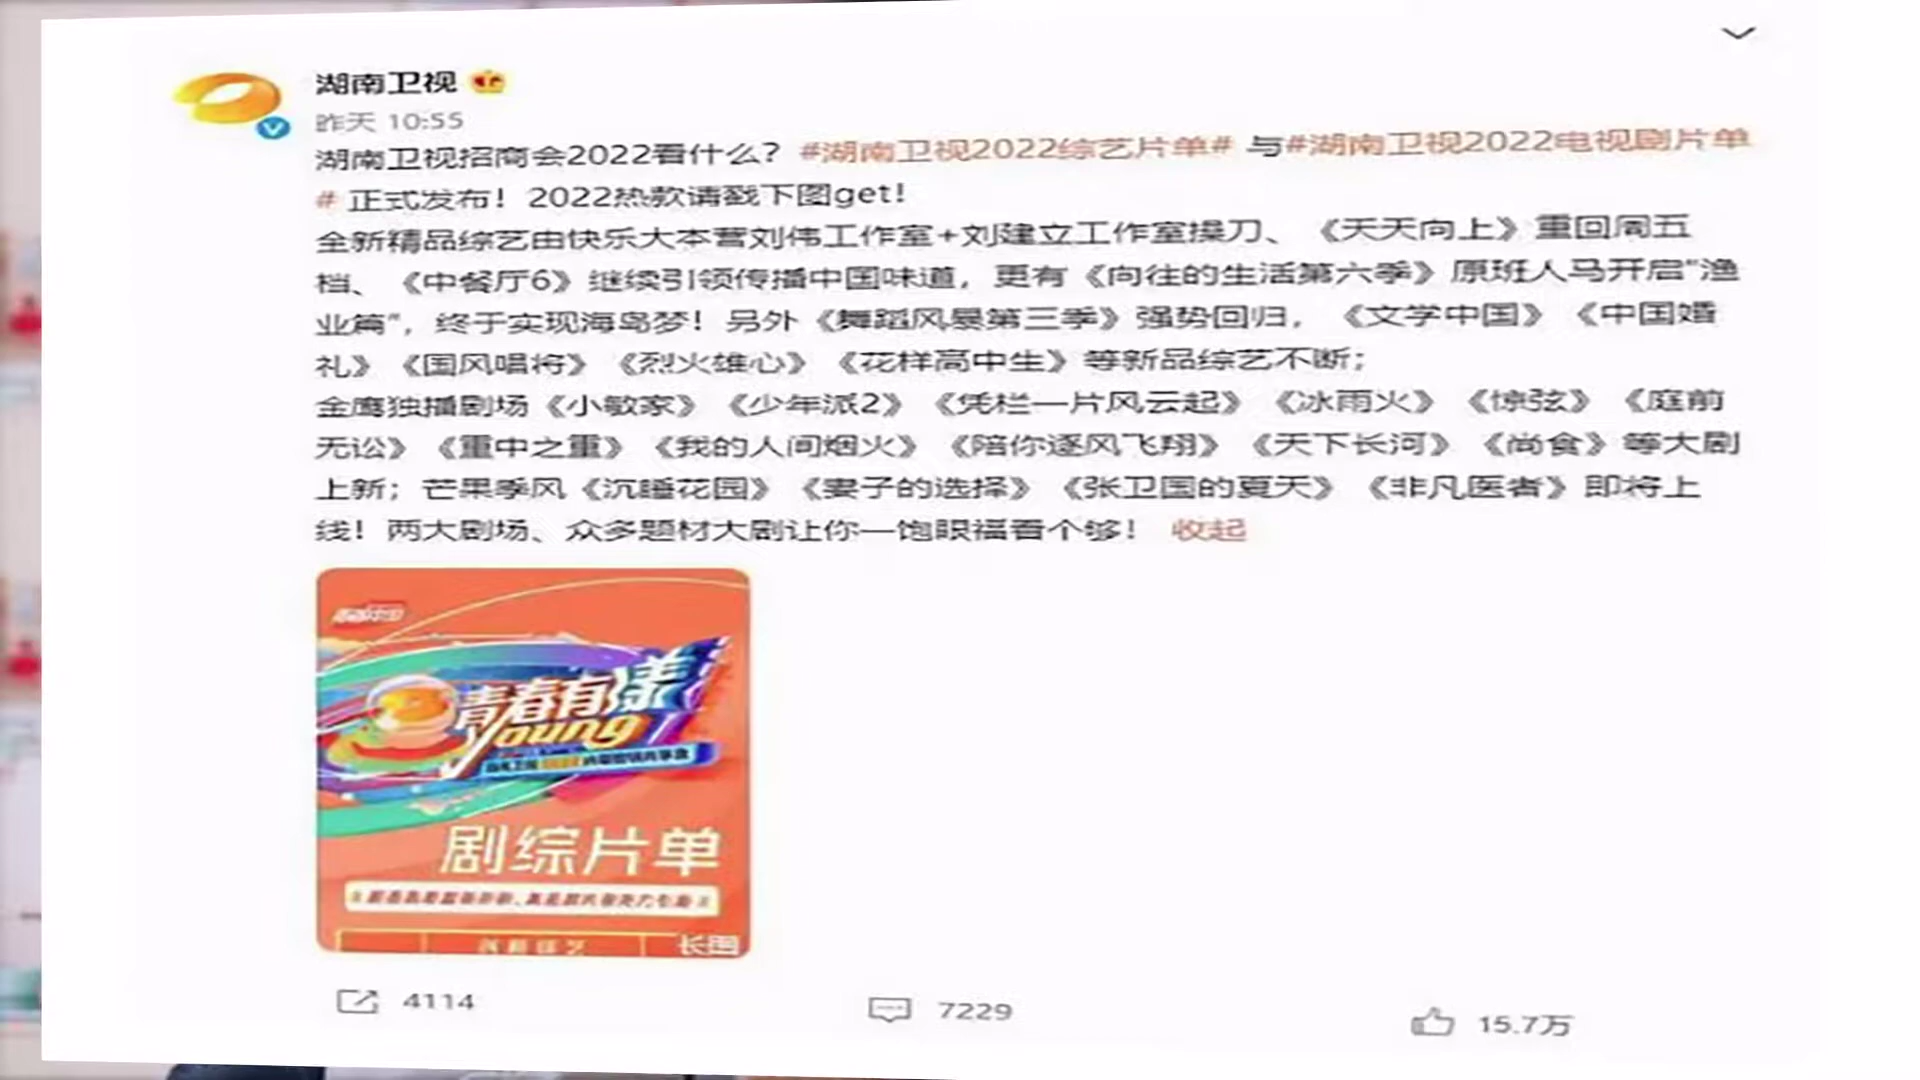 湖南卫视
昨天 10:55
湖南卫视招商会2022看什么？#湖南卫视2022综艺片单# 与#湖南卫视2022电视剧片单
# 正式发布！2022热款请戳下图get！
全新精品综艺由快乐大本营刘伟工作室+刘建立工作室操刀、《天天向上》重回周五
档、《中餐厅6》继续引领传播中国味道，更有《向往的生活第六季》原班人马开启“渔
业篇”，终于实现海岛梦！另外《舞蹈风暴第三季》强势回归，《文学中国》《中国婚
礼》《国风唱将》《烈火雄心》《花样高中生》等新品综艺不断；
金鹰独播剧场《小敏家》《少年派2》《凭栏一片风云起》《冰雨火》《惊弦》《庭前
无讼》《重中之重》《我的人间烟火》《陪你逐风飞翔》《天下长河》《尚食》等大剧
上新；芒果季风《沉睡花园》《妻子的选择》《张卫国的夏天》《非凡医者》即将上
线！两大剧场、众多题材大剧让你一饱眼福看个够！ 收起
青春有漾
young
剧综片单
长图
4114
7229
15.7万